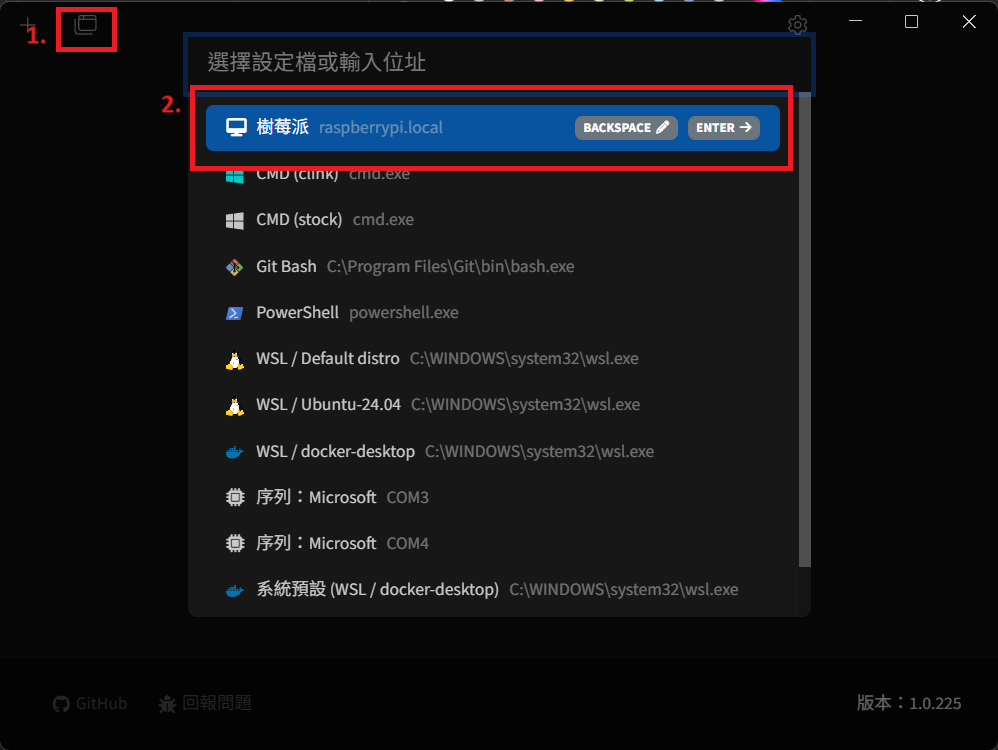 1.
選擇設定檔或輸入位址
2.
樹莓派 raspberrypi.local BACKSPACE ENTER
CMD (clink) cmd.exe
CMD (stock) cmd.exe
Git Bash C:\Program Files\Git\bin\bash.exe
PowerShell powershell.exe
WSL / Default distro C:\WINDOWS\system32\wsl.exe
WSL / Ubuntu-24.04 C:\WINDOWS\system32\wsl.exe
WSL / docker-desktop C:\WINDOWS\system32\wsl.exe
序列：Microsoft COM3
序列：Microsoft COM4
系統預設 (WSL / docker-desktop) C:\WINDOWS\system32\wsl.exe
GitHub 回報問題 版本：1.0.225